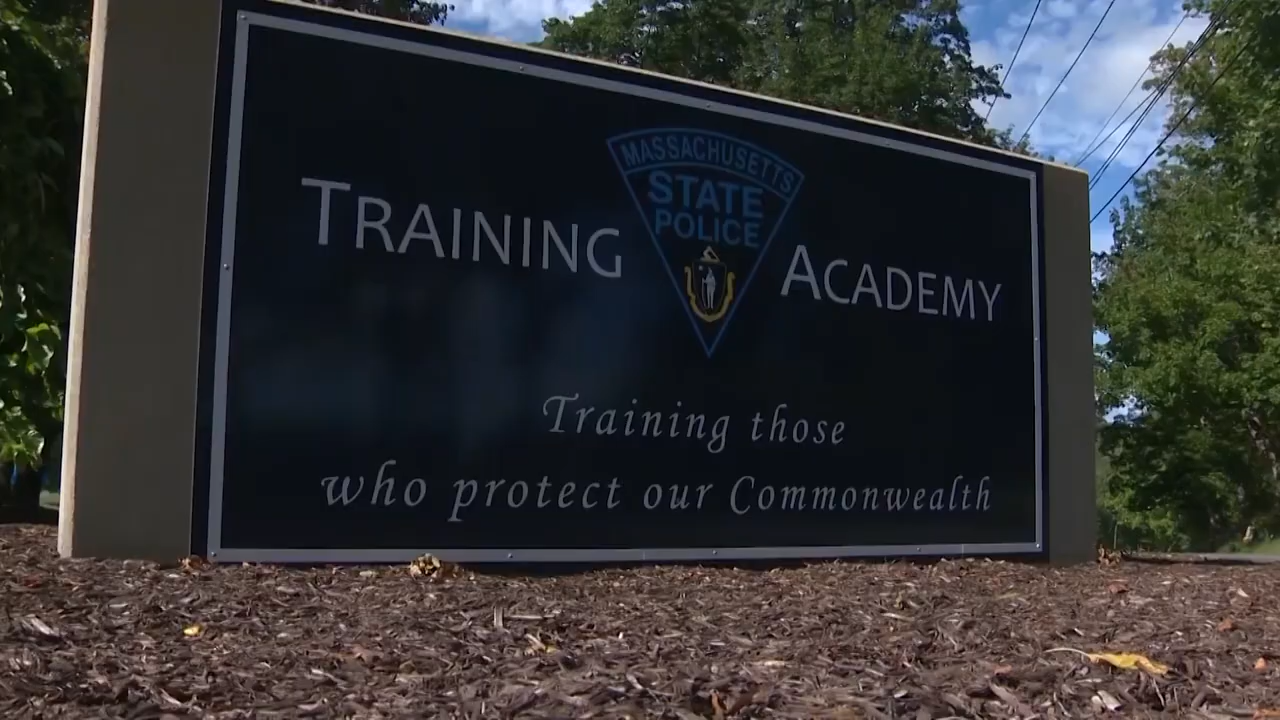 MASSACHUSETTS
STATE
POLICE
TRAINING ACADEMY
Training those
who protect our Commonwealth